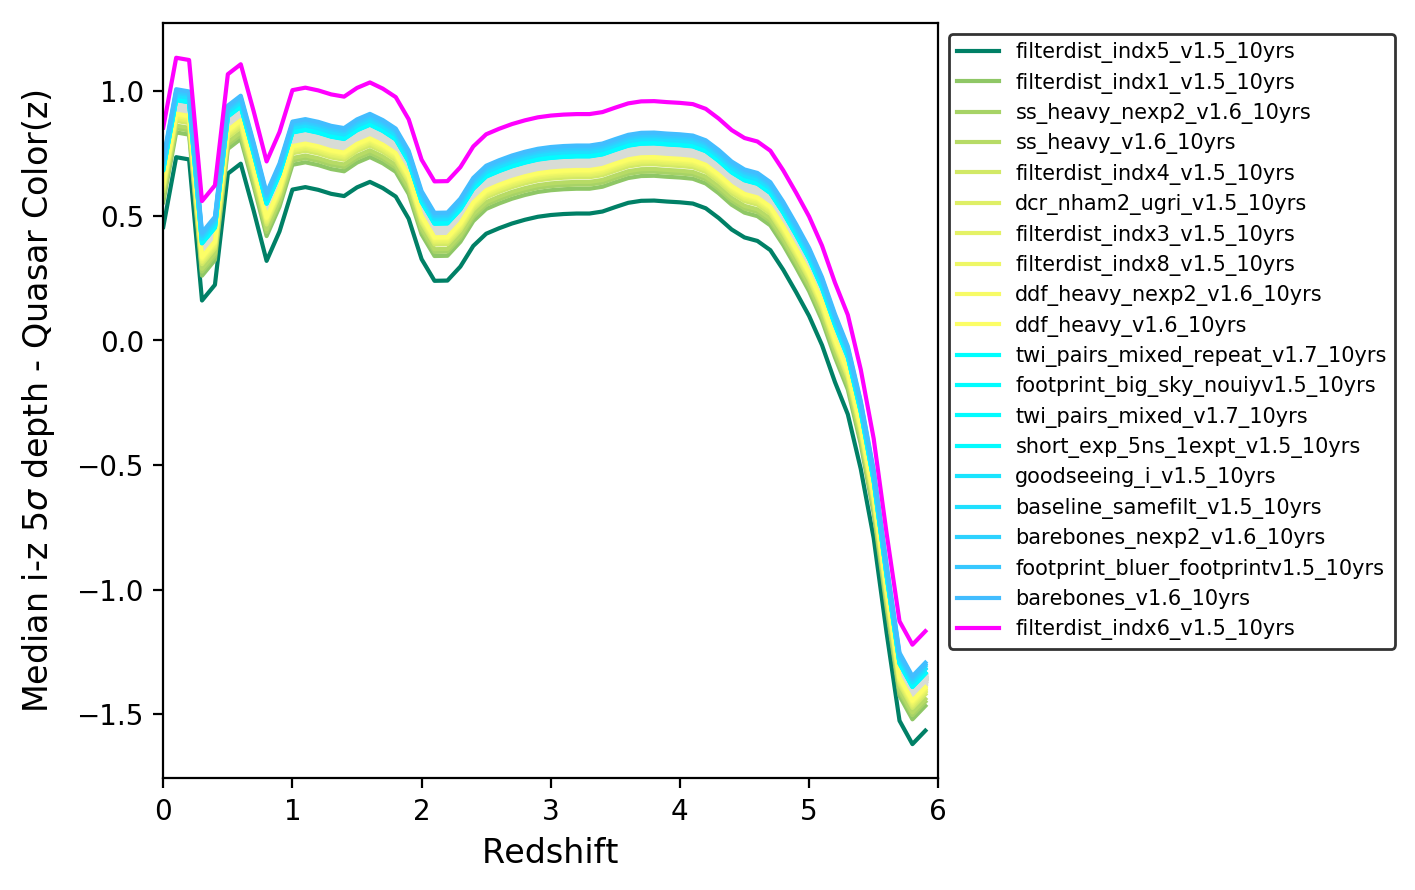 Median i-z 5σ depth - Quasar Color(z)
1.0
0.5
0.0
−0.5
−1.0
−1.5
0 1 2 3 4 5 6
Redshift
filterdist_indx5_v1.5_10yrs
filterdist_indx1_v1.5_10yrs
ss_heavy_nexp2_v1.6_10yrs
ss_heavy_v1.6_10yrs
filterdist_indx4_v1.5_10yrs
dcr_nham2_ugri_v1.5_10yrs
filterdist_indx3_v1.5_10yrs
filterdist_indx8_v1.5_10yrs
ddf_heavy_nexp2_v1.6_10yrs
ddf_heavy_v1.6_10yrs
twi_pairs_mixed_repeat_v1.7_10yrs
footprint_big_sky_nouiyv1.5_10yrs
twi_pairs_mixed_v1.7_10yrs
short_exp_5ns_1expt_v1.5_10yrs
goodseeing_i_v1.5_10yrs
baseline_samefilt_v1.5_10yrs
barebones_nexp2_v1.6_10yrs
footprint_bluer_footprintv1.5_10yrs
barebones_v1.6_10yrs
filterdist_indx6_v1.5_10yrs